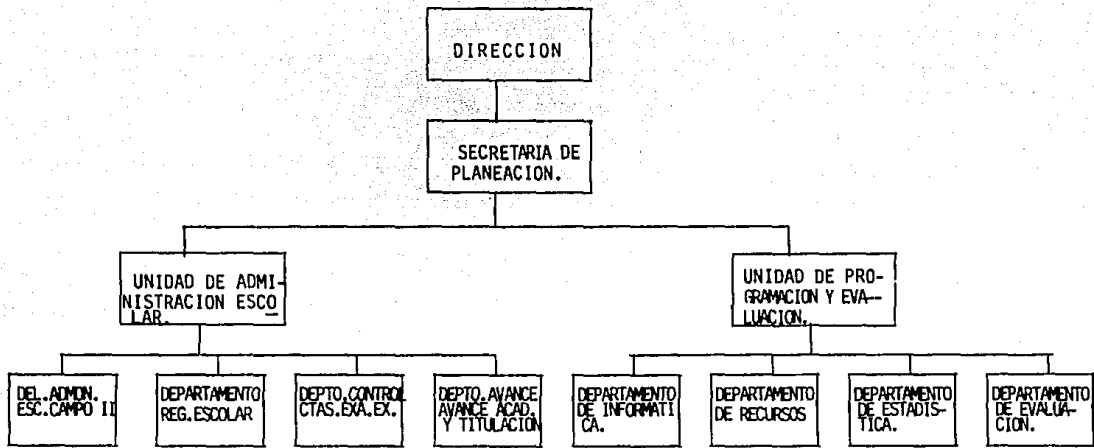 DIRECCION
SECRETARIA DE
PLANEACION.
UNIDAD DE ADMI-
NISTRACION ESCO
LAR.
UNIDAD DE PRO-
GRAMACION Y EVA-
LUACION.
DEL.ADMON.
ESC.CAMPO II
DEPARTAMENTO
REG.ESCOLAR
DEPTO.CONTROL
CTAS.EXA.EX.
DEPTO.AVANCE
AVANCE ACAD.
Y TITULACION
DEPARTAMENTO
DE INFORMATI
CA.
DEPARTAMENTO
DE RECURSOS
DEPARTAMENTO
DE ESTADIS-
TICA.
DEPARTAMENTO
DE EVALUA-
CION.